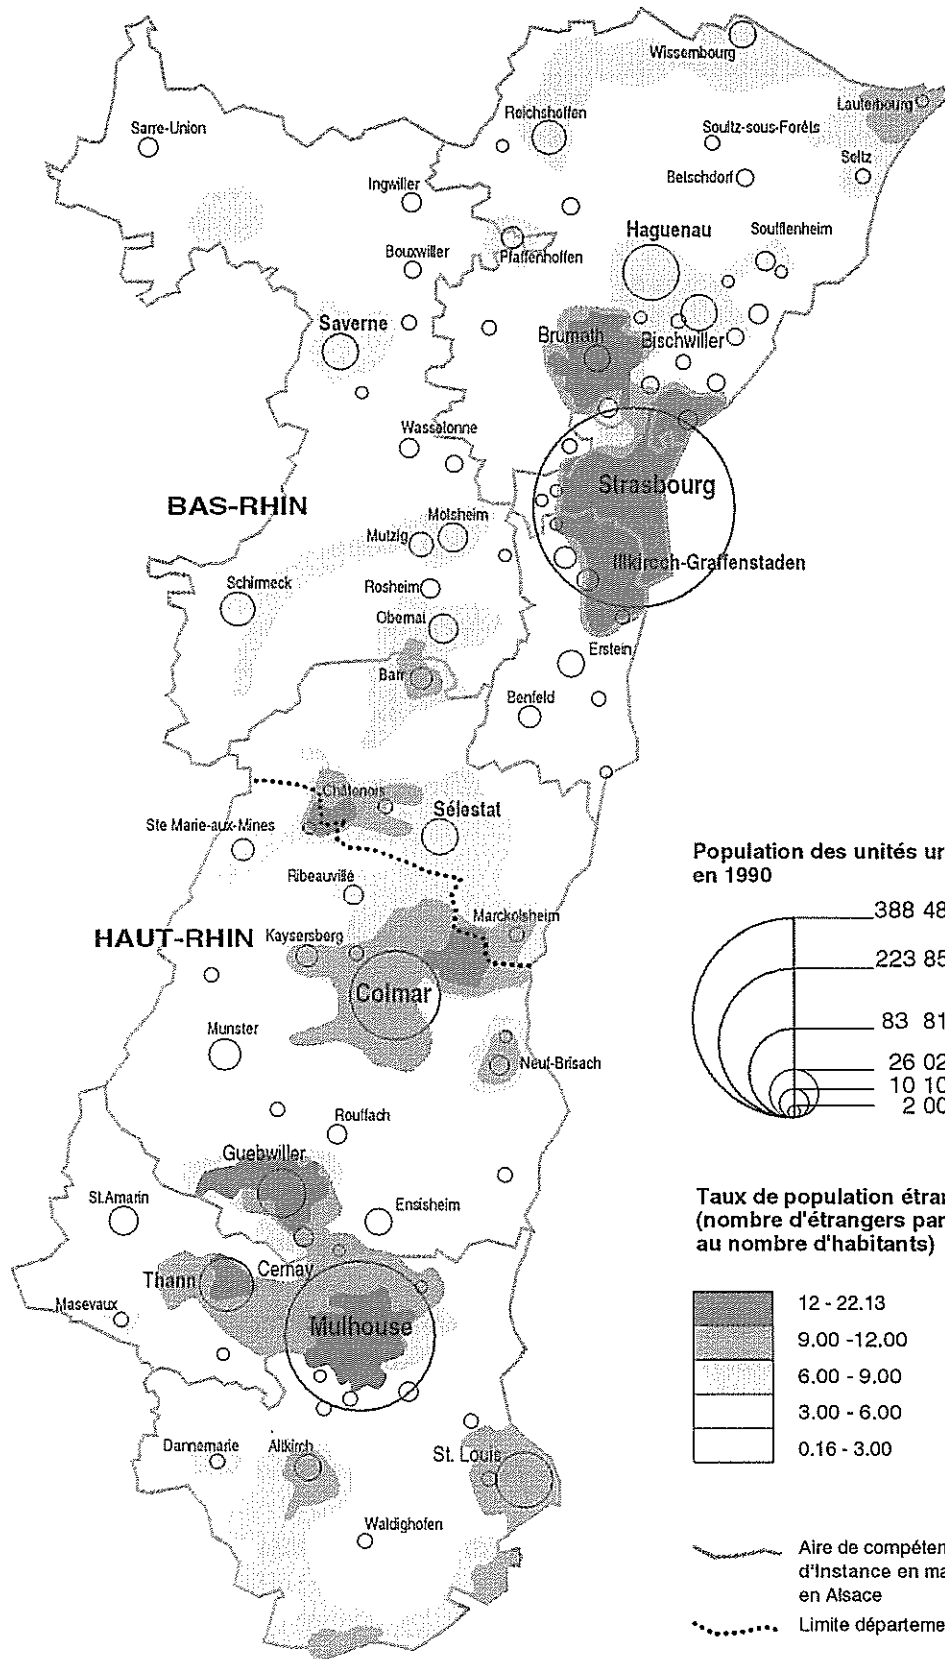 Wissembourg
Lauterbourg
Reichshoffen
Sarre-Union
Soultz-sous-Forêts
Seltz
Betschdorf
Ingwiller
Haguenau
Soufflenheim
Pfaffenhoffen
Bouxwiller
Saverne
Brumath
Bischwiller
Wasselonne
Strasbourg
BAS-RHIN
Molsheim
Mutzig
Illkirch-Graffenstaden
Schirmeck
Rosheim
Obernai
Erstein
Barr
Benfeld
Châtenois
Sélestat
Ste Marie-aux-Mines
Ribeauvillé
Marckolsheim
HAUT-RHIN
Kaysersberg
Colmar
Munster
Neuf-Brisach
Rouffach
Guebwiller
St.Amarin
Ensisheim
Cernay
Thann
Masevaux
Mulhouse
Dannemarie
Altkirch
St. Louis
Waldighofen
Population des unités ur
en 1990
388 48
223 85
83 81
26 02
10 10
2 00
Taux de population étran
(nombre d'étrangers par
au nombre d'habitants)
12 - 22.13
9.00 -12.00
6.00 - 9.00
3.00 - 6.00
0.16 - 3.00
Aire de compéten
d'Instance en ma
en Alsace
Limite départeme